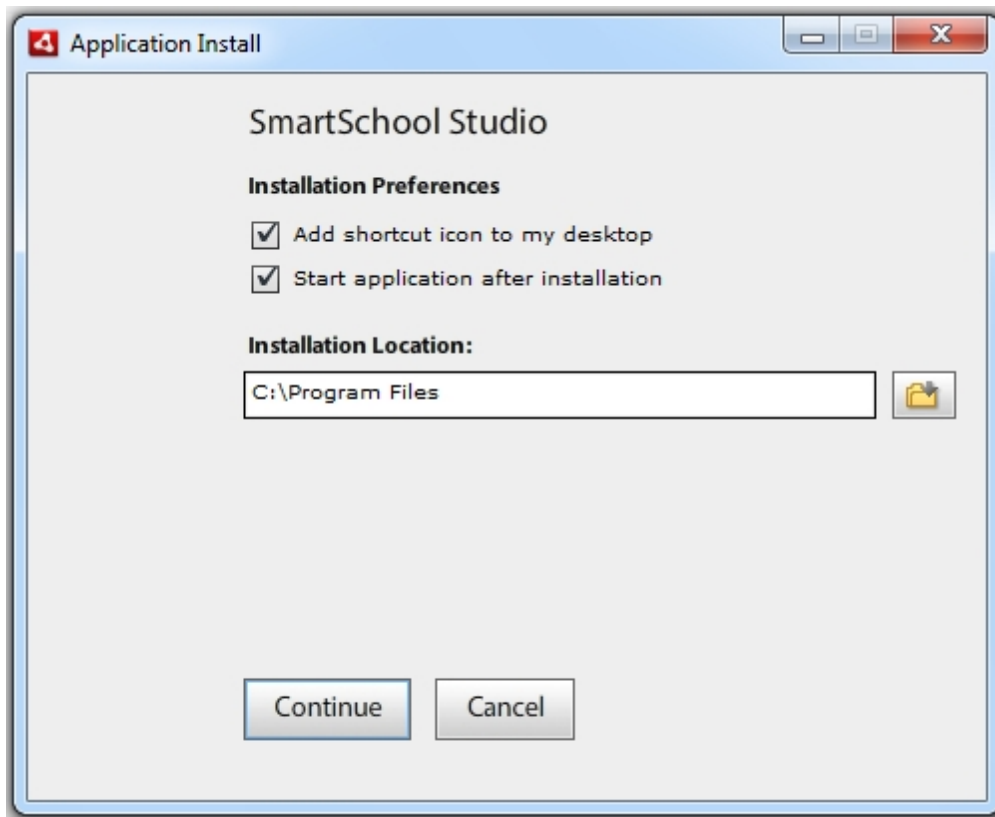 Application Install
SmartSchool Studio
Installation Preferences
Add shortcut icon to my desktop
Start application after installation
Installation Location:
C:\Program Files
Continue
Cancel